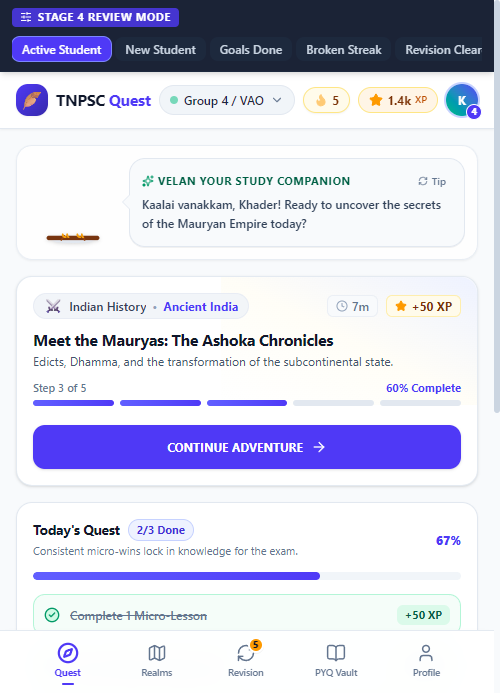 STAGE 4 REVIEW MODE
Active Student
New Student
Goals Done
Broken Streak
Revision Clear
TNPSC Quest
Group 4 / VAO
5
1.4k XP
K
4
VELAN YOUR STUDY COMPANION
Tip
Kaalai vanakkam, Khader! Ready to uncover the secrets
of the Mauryan Empire today?
Indian History • Ancient India
7m
+50 XP
Meet the Mauryas: The Ashoka Chronicles
Edicts, Dhamma, and the transformation of the subcontinental state.
Step 3 of 5
60% Complete
CONTINUE ADVENTURE
Today's Quest
2/3 Done
Consistent micro-wins lock in knowledge for the exam.
67%
Complete 1 Micro-Lesson
+50 XP
Quest
Realms
5
Revision
PYQ Vault
Profile